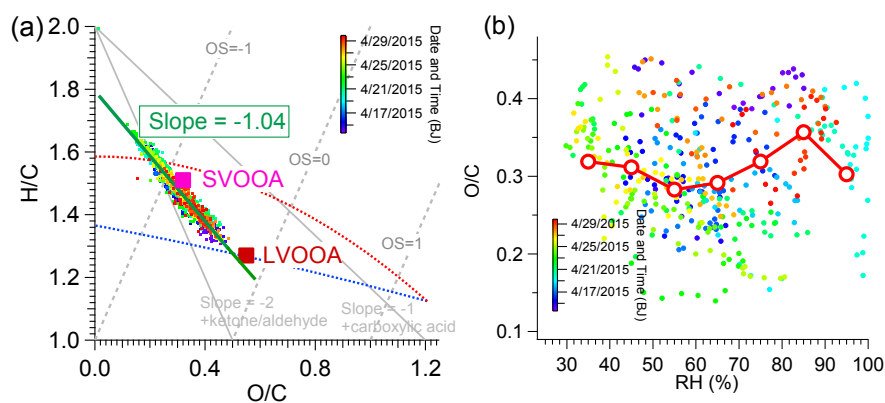 (a)
2.0
1.8
1.6
1.4
1.2
1.0
H/C
0.0
0.4
0.8
1.2
O/C
OS=-1
OS=0
OS=1
Slope = -1.04
SVOOA
LVOOA
Slope = -2
+ketone/aldehyde
Slope = -1
+carboxylic acid
4/29/2015
4/25/2015
4/21/2015
4/17/2015
Date and Time (BJ)
(b)
0.4
0.3
0.2
0.1
O/C
30
40
50
60
70
80
90
100
RH (%)
4/29/2015
4/25/2015
4/21/2015
4/17/2015
Date and Time (BJ)